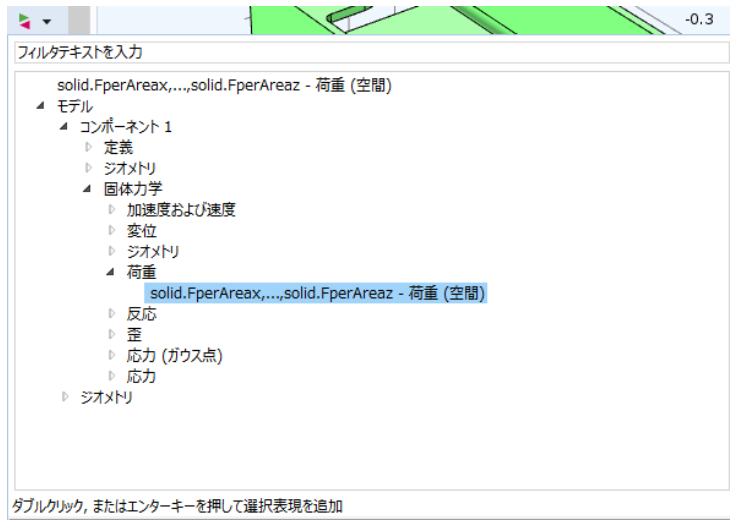 -0.3
フィルタテキストを入力
solid.FperAreax,...,solid.FperAreaz - 荷重 (空間)
モデル
コンポーネント 1
定義
ジオメトリ
固体力学
加速度および速度
変位
ジオメトリ
荷重
solid.FperAreax,...,solid.FperAreaz - 荷重 (空間)
反応
歪
応力 (ガウス点)
応力
ジオメトリ
ダブルクリック, またはエンターキーを押して選択表現を追加